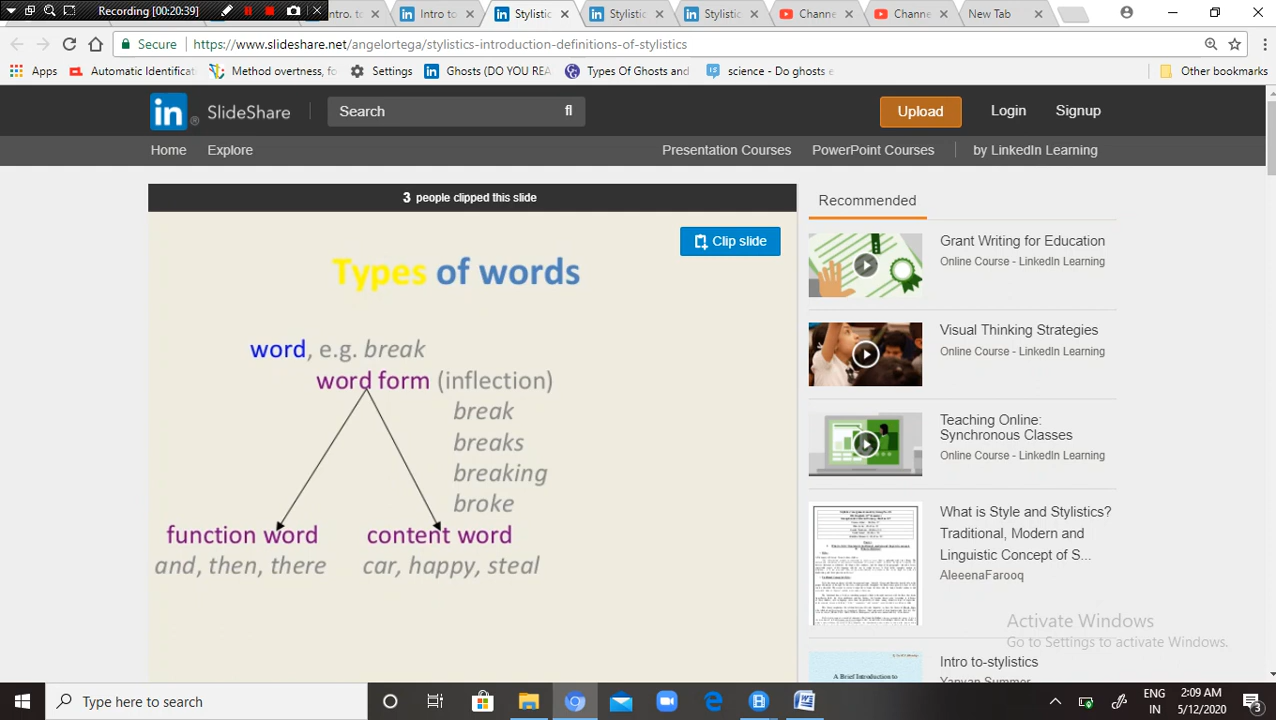 Recording [00:20:39]
Intro. ts
Intro to
Stylistic
Stylistic
Stylistic
Channe
Channe
New Tab
Secure
https://www.slideshare.net/angelortega/stylistics-introduction-definitions-of-stylistics
Apps
Automatic Identificat
Method overtness, fo
Settings
Ghosts (DO YOU REA
Types Of Ghosts and
science - Do ghosts e
Other bookmarks
in SlideShare
Search
Upload
Login
Signup
Home
Explore
Presentation Courses
PowerPoint Courses
by LinkedIn Learning
3 people clipped this slide
Clip slide
Types of words
word, e.g. break
word form (inflection)
break
breaks
breaking
broke
function word
content word
and, then, there
car, happy, steal
Recommended
Grant Writing for Education
Online Course - LinkedIn Learning
Visual Thinking Strategies
Online Course - LinkedIn Learning
Teaching Online:
Synchronous Classes
Online Course - LinkedIn Learning
What is Style and Stylistics?
Traditional, Modern and
Linguistic Concept of S...
AleeenaFarooq
Activate Windows
Go to Settings to activate Windows.
Intro to-stylistics
A Brief Introduction to
Type here to search
ENG
IN
2:09 AM
5/12/2020
3